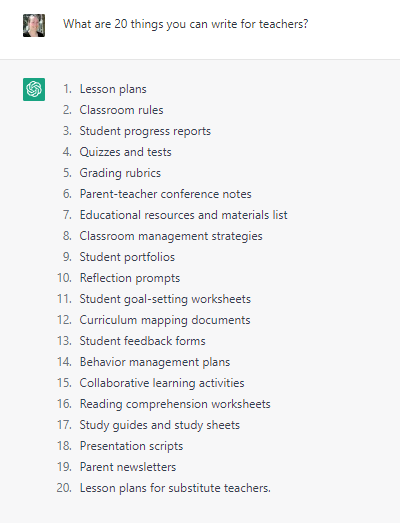 What are 20 things you can write for teachers?
1. Lesson plans
2. Classroom rules
3. Student progress reports
4. Quizzes and tests
5. Grading rubrics
6. Parent-teacher conference notes
7. Educational resources and materials list
8. Classroom management strategies
9. Student portfolios
10. Reflection prompts
11. Student goal-setting worksheets
12. Curriculum mapping documents
13. Student feedback forms
14. Behavior management plans
15. Collaborative learning activities
16. Reading comprehension worksheets
17. Study guides and study sheets
18. Presentation scripts
19. Parent newsletters
20. Lesson plans for substitute teachers.